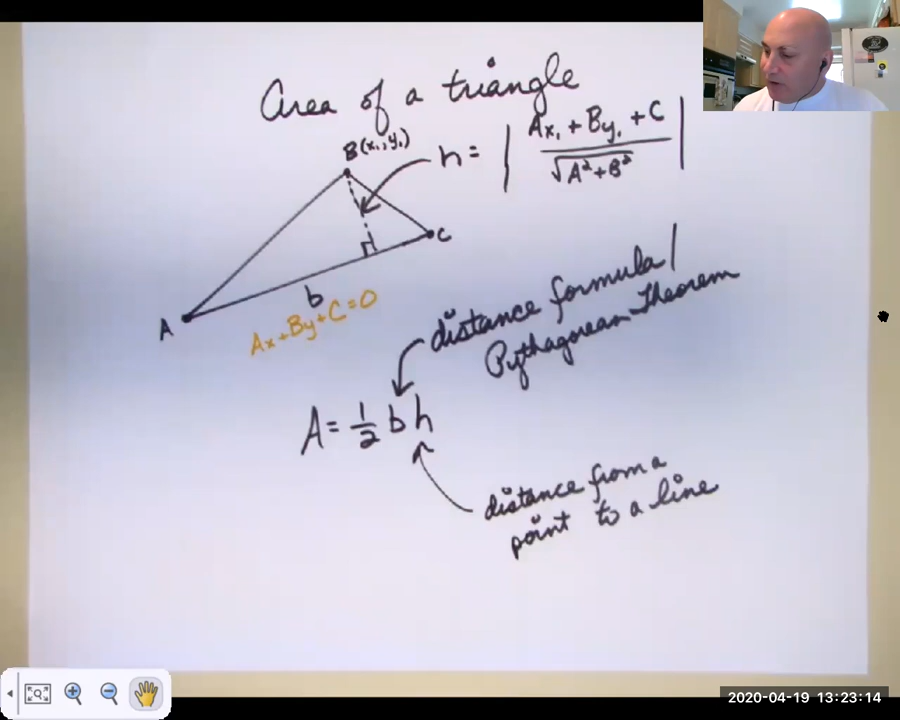 Area of a triangle
B(x₁, y₁)
h = | (Ax₁ + By₁ + C) / √(A² + B²) |
C
b
A
Ax+By+C=0
distance formula /
Pythagorean Theorem
A = 1/2 b h
distance from a
point to a line
2020-04-19 13:23:14